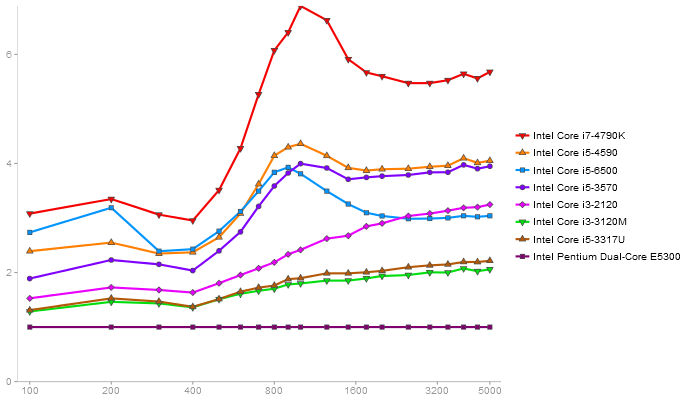 6
4
2
0
100
200
400
800
1600
3200
5000
Intel Core i7-4790K
Intel Core i5-4590
Intel Core i5-6500
Intel Core i5-3570
Intel Core i3-2120
Intel Core i3-3120M
Intel Core i5-3317U
Intel Pentium Dual-Core E5300